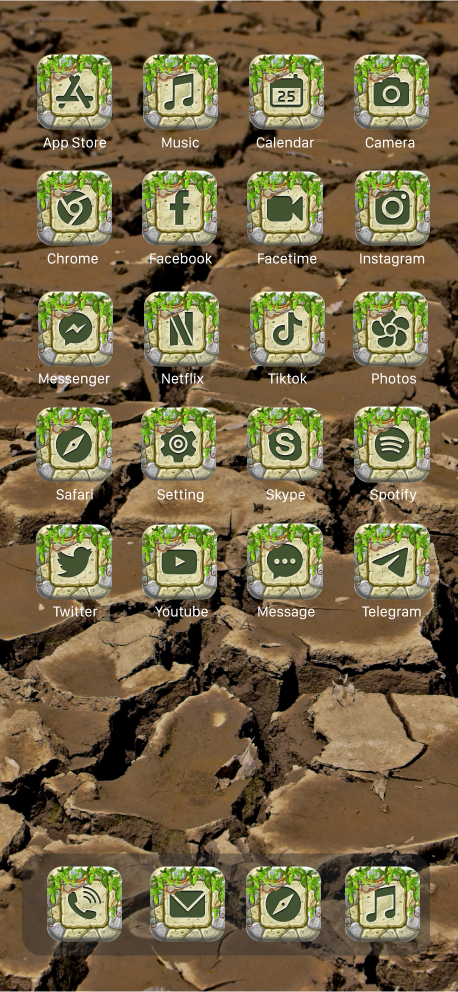 App Store Music Calendar Camera
25
Chrome Facebook Facetime Instagram
Messenger Netflix Tiktok Photos
Safari Setting Skype Spotify
Twitter Youtube Message Telegram